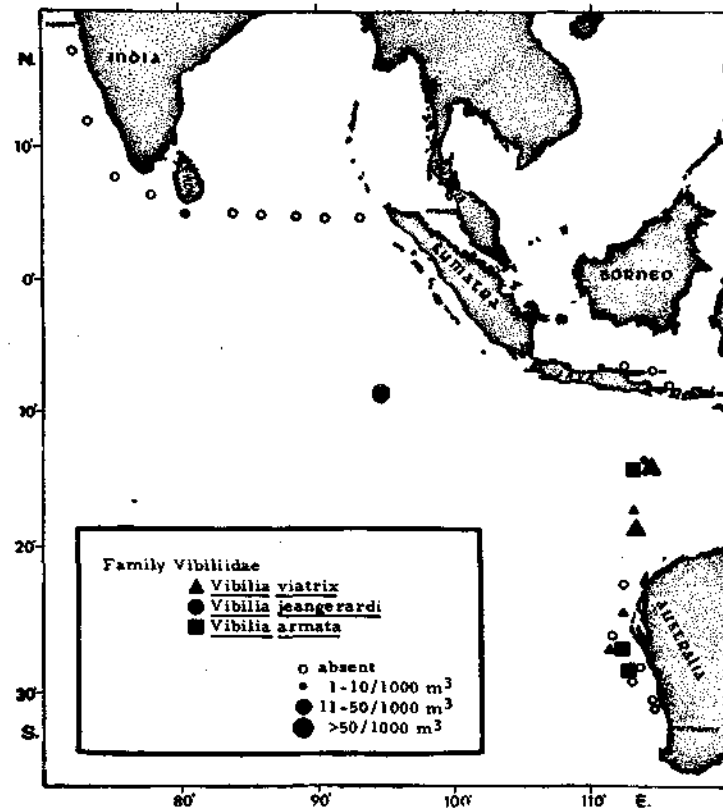 N.
INDIA
10°
0°
SUMATRA
BORNEO
10°
20°
AUSTRALIA
30°
S.
Family Vibiliidae
Vibilia viatrix
Vibilia jeangerardi
Vibilia armata
absent
1-10/1000 m³
11-50/1000 m³
>50/1000 m³
80° 90° 100° 110° E.